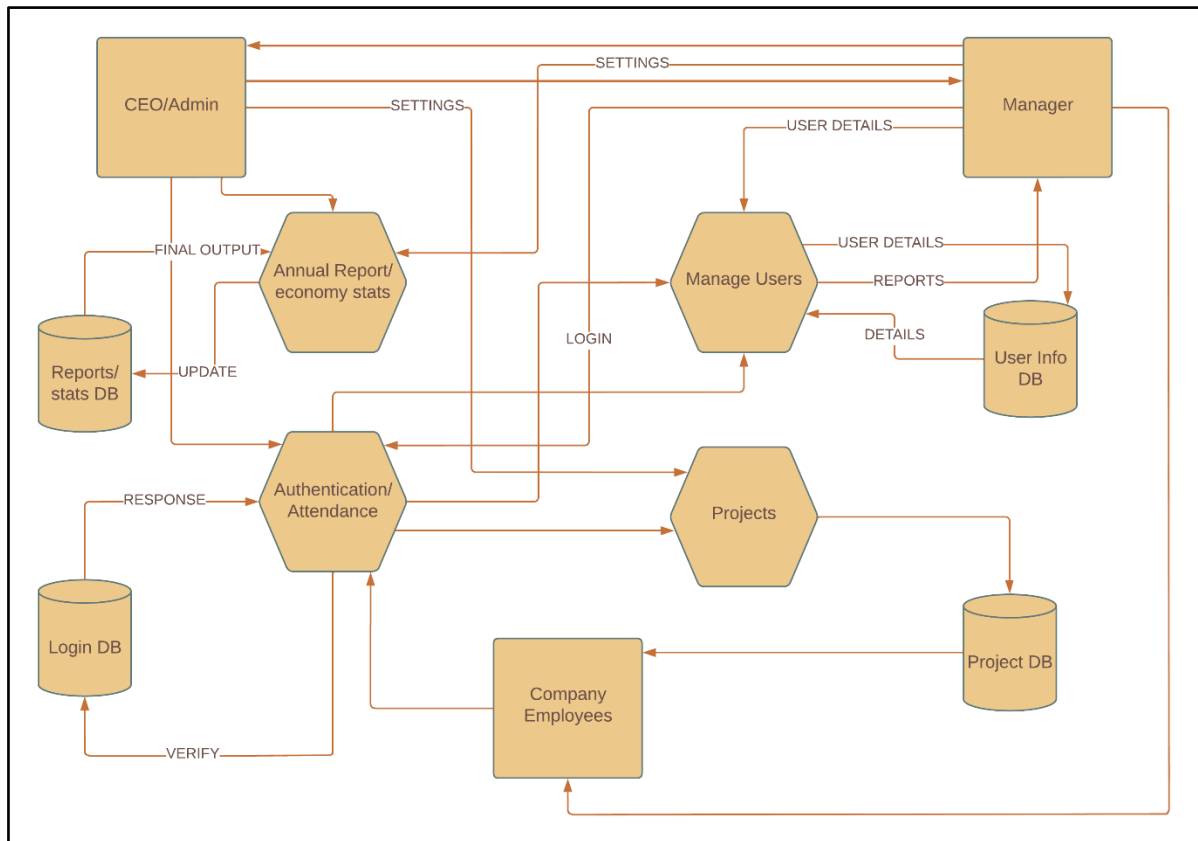 SETTINGS
CEO/Admin
SETTINGS
Manager
USER DETAILS
FINAL OUTPUT
Annual Report/
economy stats
Manage Users
USER DETAILS
REPORTS
LOGIN
DETAILS
Reports/
stats DB
UPDATE
User Info
DB
RESPONSE
Authentication/
Attendance
Projects
Login DB
Project DB
Company
Employees
VERIFY